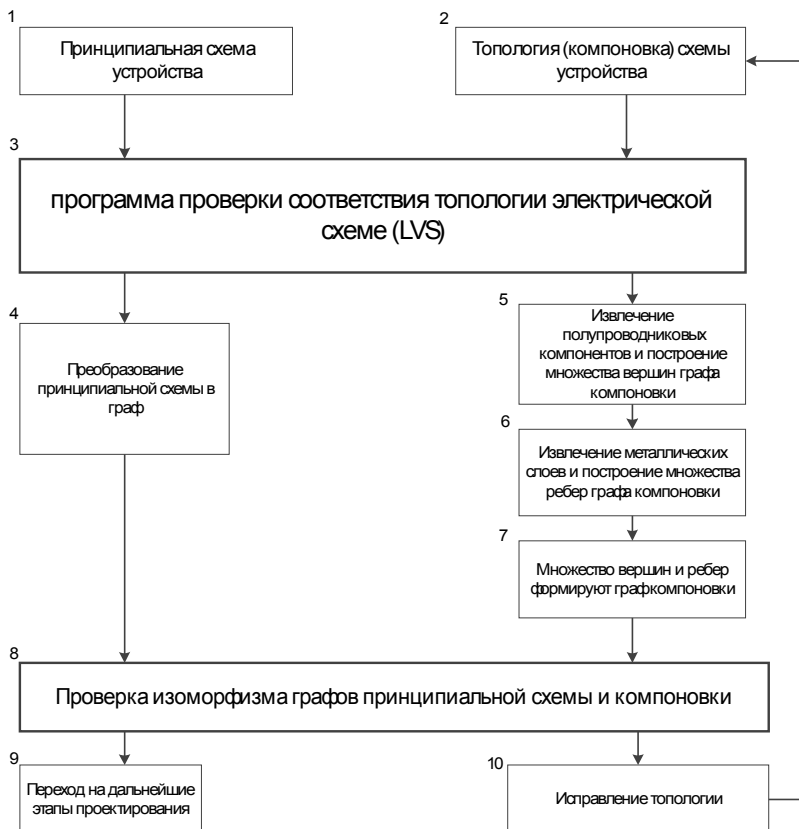 1
Принципиальная схема
устройства
2
Топология (компоновка) схемы
устройства
3
программа проверки соответствия топологии электрической
схеме (LVS)
4
Преобразование
принципиальной схемы в
граф
5
Извлечение
полупроводниковых
компонентов и построение
множества вершин графа
компоновки
6
Извлечение металлических
слоев и построение множества
ребер графа компоновки
7
Множество вершин и ребер
формируют граф компоновки
8
Проверка изоморфизма графов принципиальной схемы и компоновки
9
Переход на дальнейшие
этапы проектирования
10
Исправление топологии